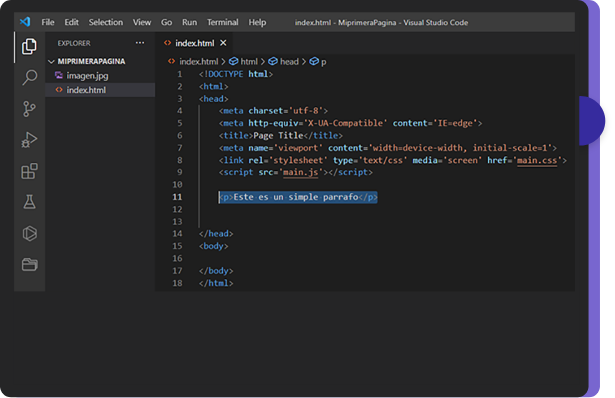 File Edit Selection View Go Run Terminal Help index.html - MiprimeraPagina - Visual Studio Code
EXPLORER ···
index.html
MIPRIMERAPAGINA
index.html > html > head > p
imagen.jpg
index.html
1 <!DOCTYPE html>
2 <html>
3 <head>
4 <meta charset='utf-8'>
5 <meta http-equiv='X-UA-Compatible' content='IE=edge'>
6 <title>Page Title</title>
7 <meta name='viewport' content='width=device-width, initial-scale=1'>
8 <link rel='stylesheet' type='text/css' media='screen' href='main.css'>
9 <script src='main.js'></script>
10
11 <p>Este es un simple parrafo</p>
12
13
14 </head>
15 <body>
16
17 </body>
18 </html>